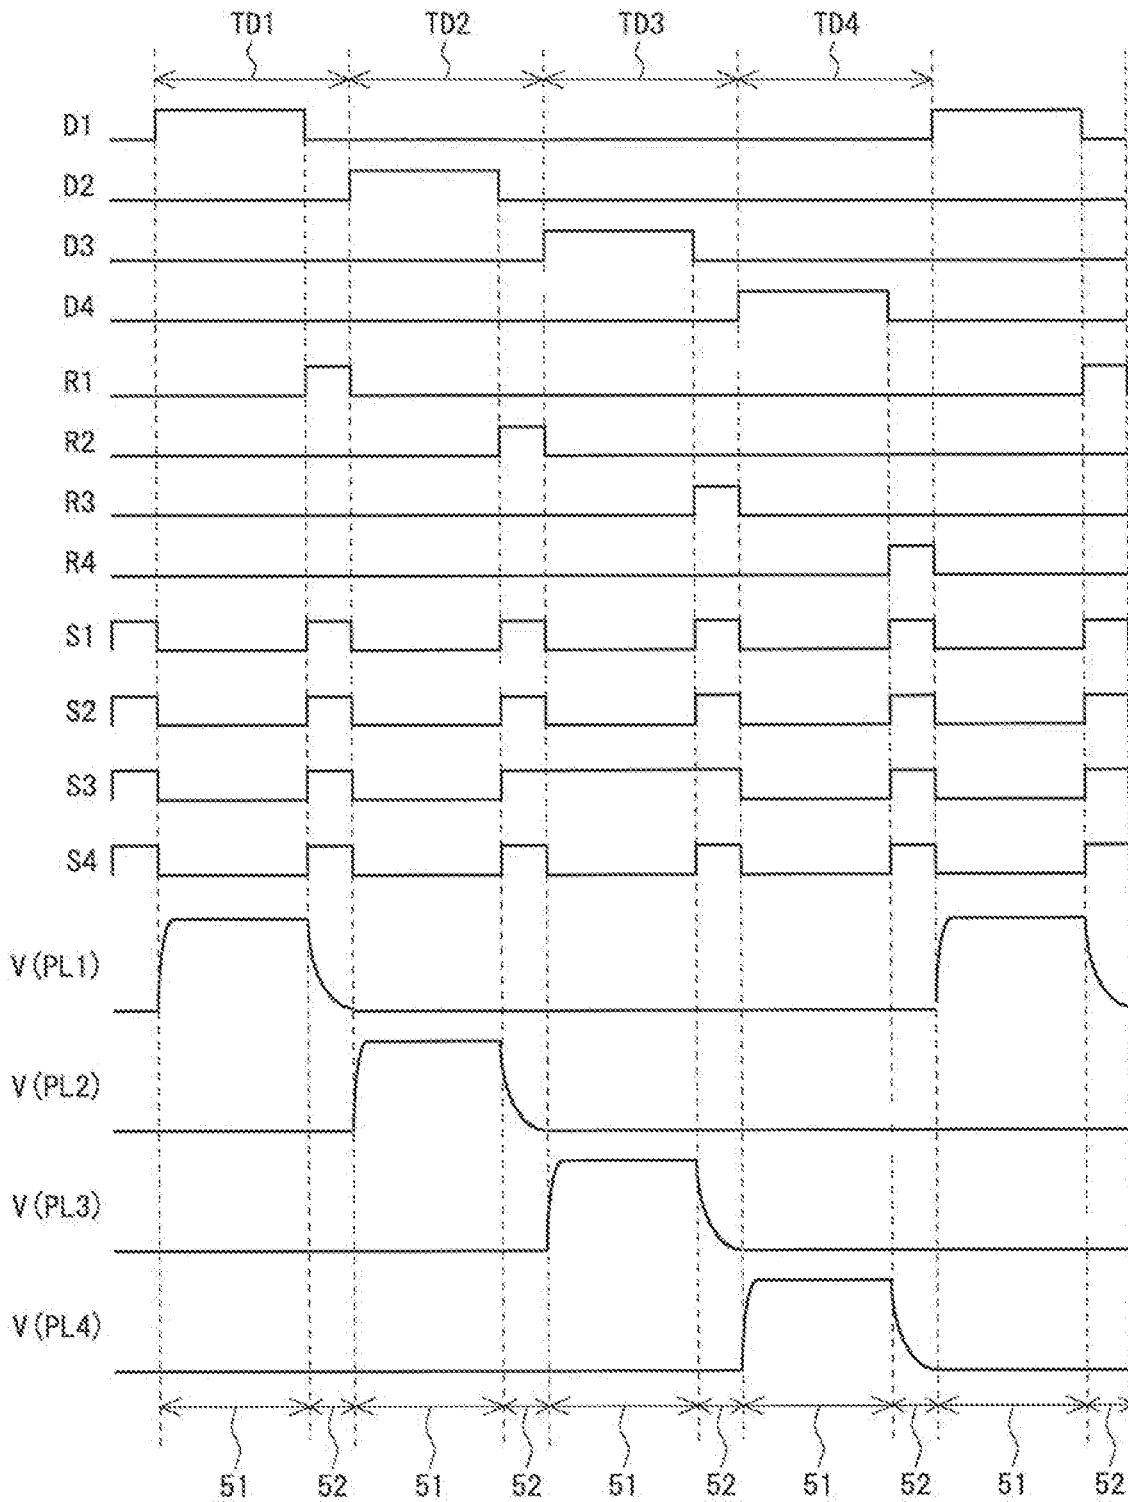 TD1 TD2 TD3 TD4
D1
D2
D3
D4
R1
R2
R3
R4
S1
S2
S3
S4
V(PL1)
V(PL2)
V(PL3)
V(PL4)
51 52 51 52 51 52 51 52 51 52